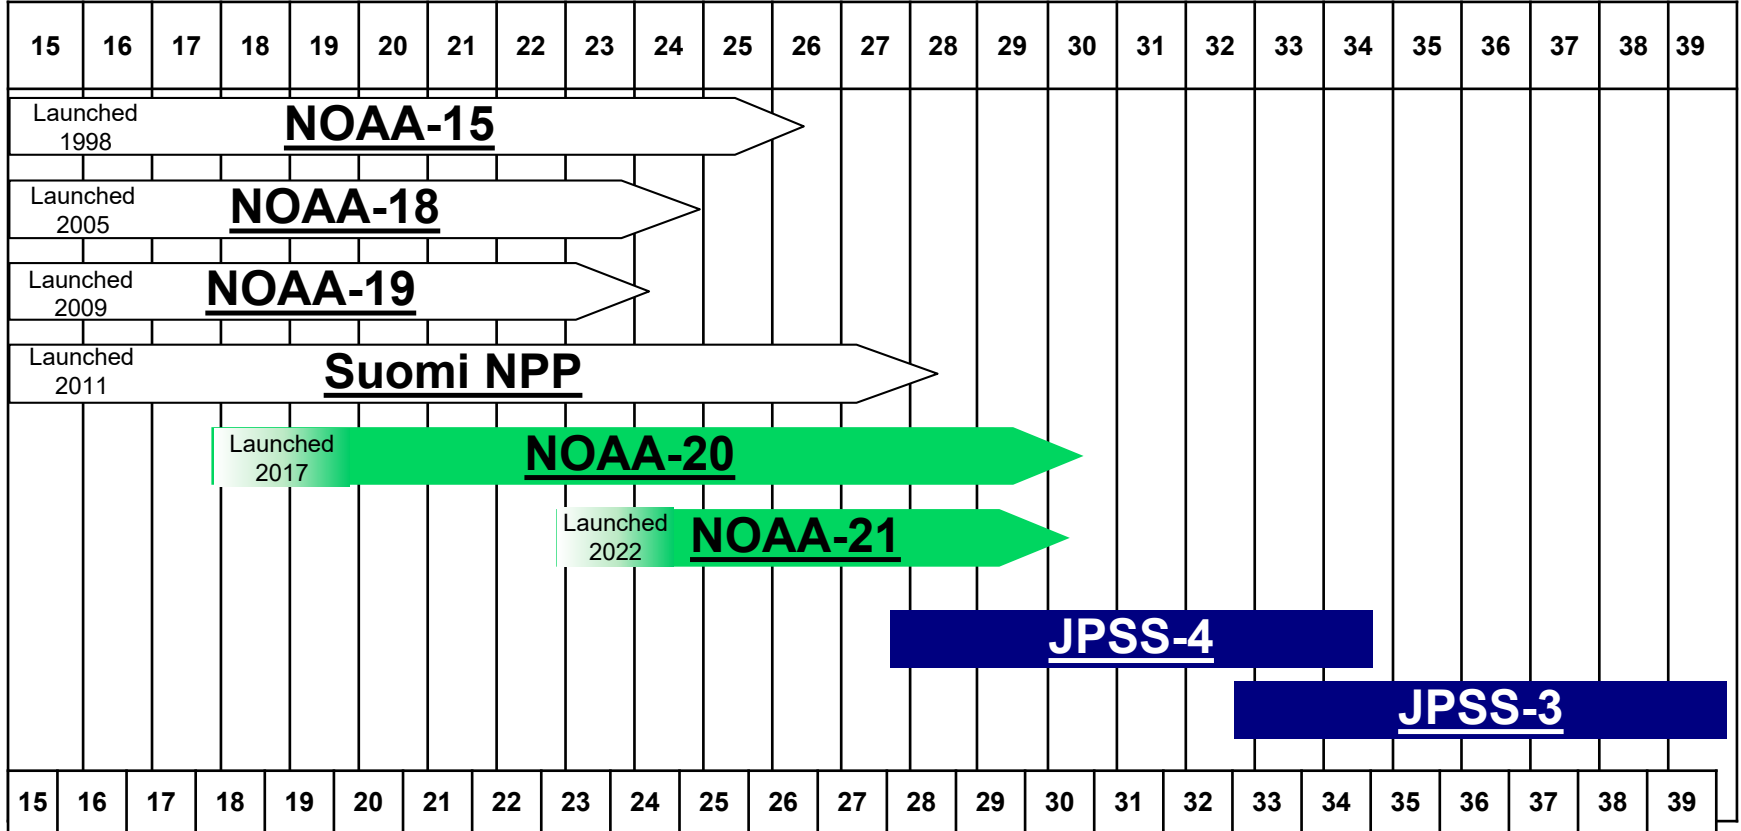 15 16 17 18 19 20 21 22 23 24 25 26 27 28 29 30 31 32 33 34 35 36 37 38 39
Launched
1998
NOAA-15
Launched
2005
NOAA-18
Launched
2009
NOAA-19
Launched
2011
Suomi NPP
Launched
2017
NOAA-20
Launched
2022
NOAA-21
JPSS-4
JPSS-3
15 16 17 18 19 20 21 22 23 24 25 26 27 28 29 30 31 32 33 34 35 36 37 38 39